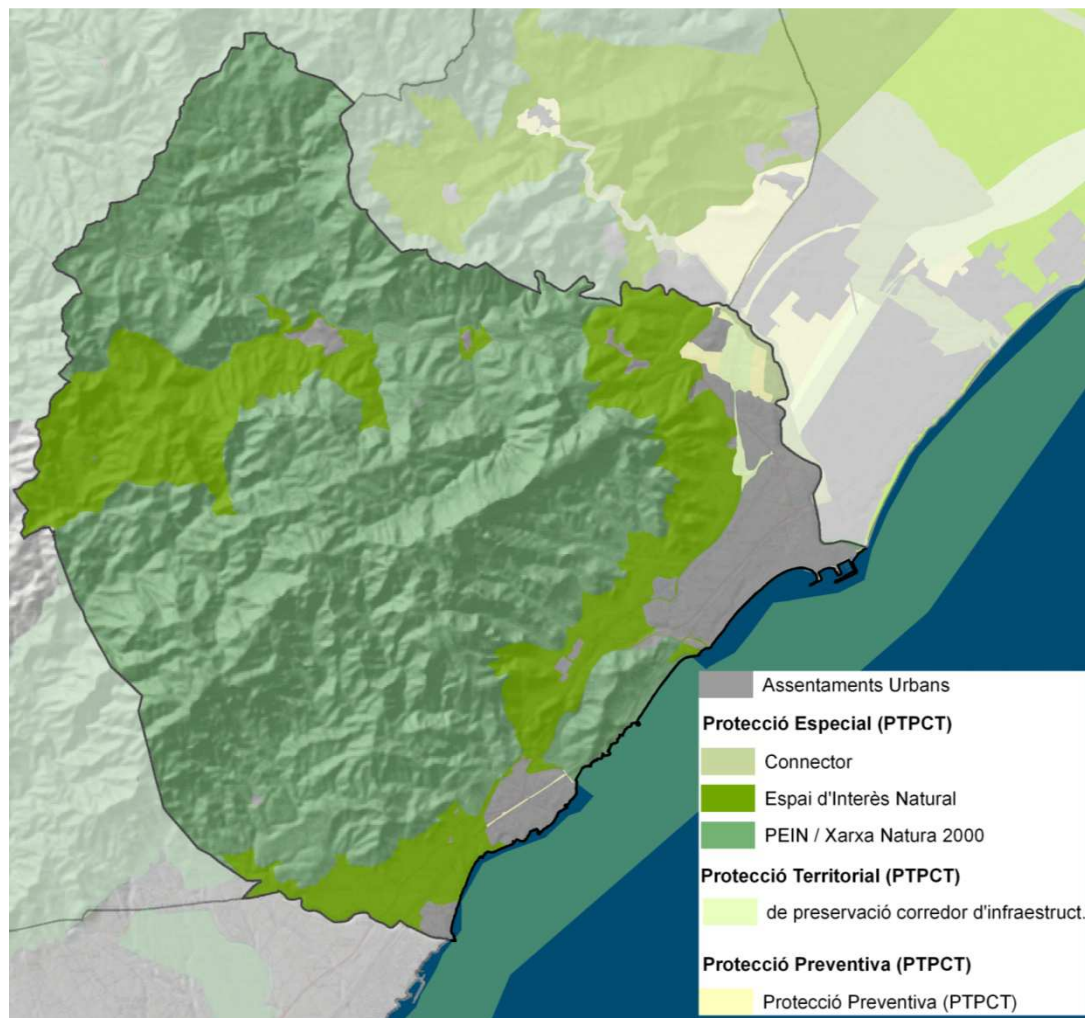 Assentaments Urbans
Protecció Especial (PTPCT)
Connector
Espai d'Interès Natural
PEIN / Xarxa Natura 2000
Protecció Territorial (PTPCT)
de preservació corredor d'infraestruct.
Protecció Preventiva (PTPCT)
Protecció Preventiva (PTPCT)